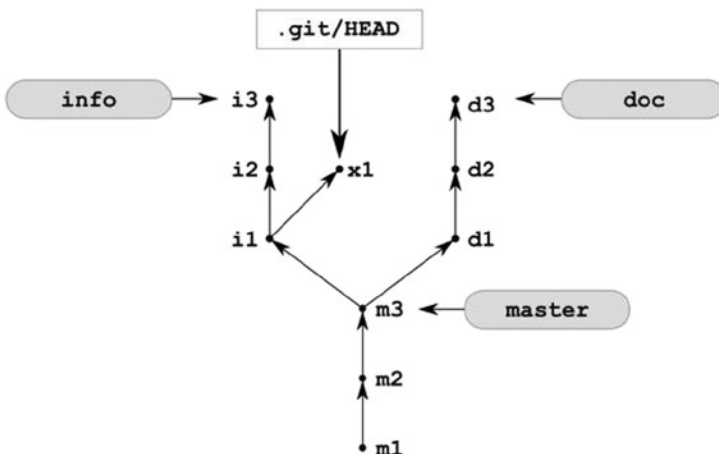 .git/HEAD
info
i3
d3
doc
i2
x1
d2
i1
d1
m3
master
m2
m1